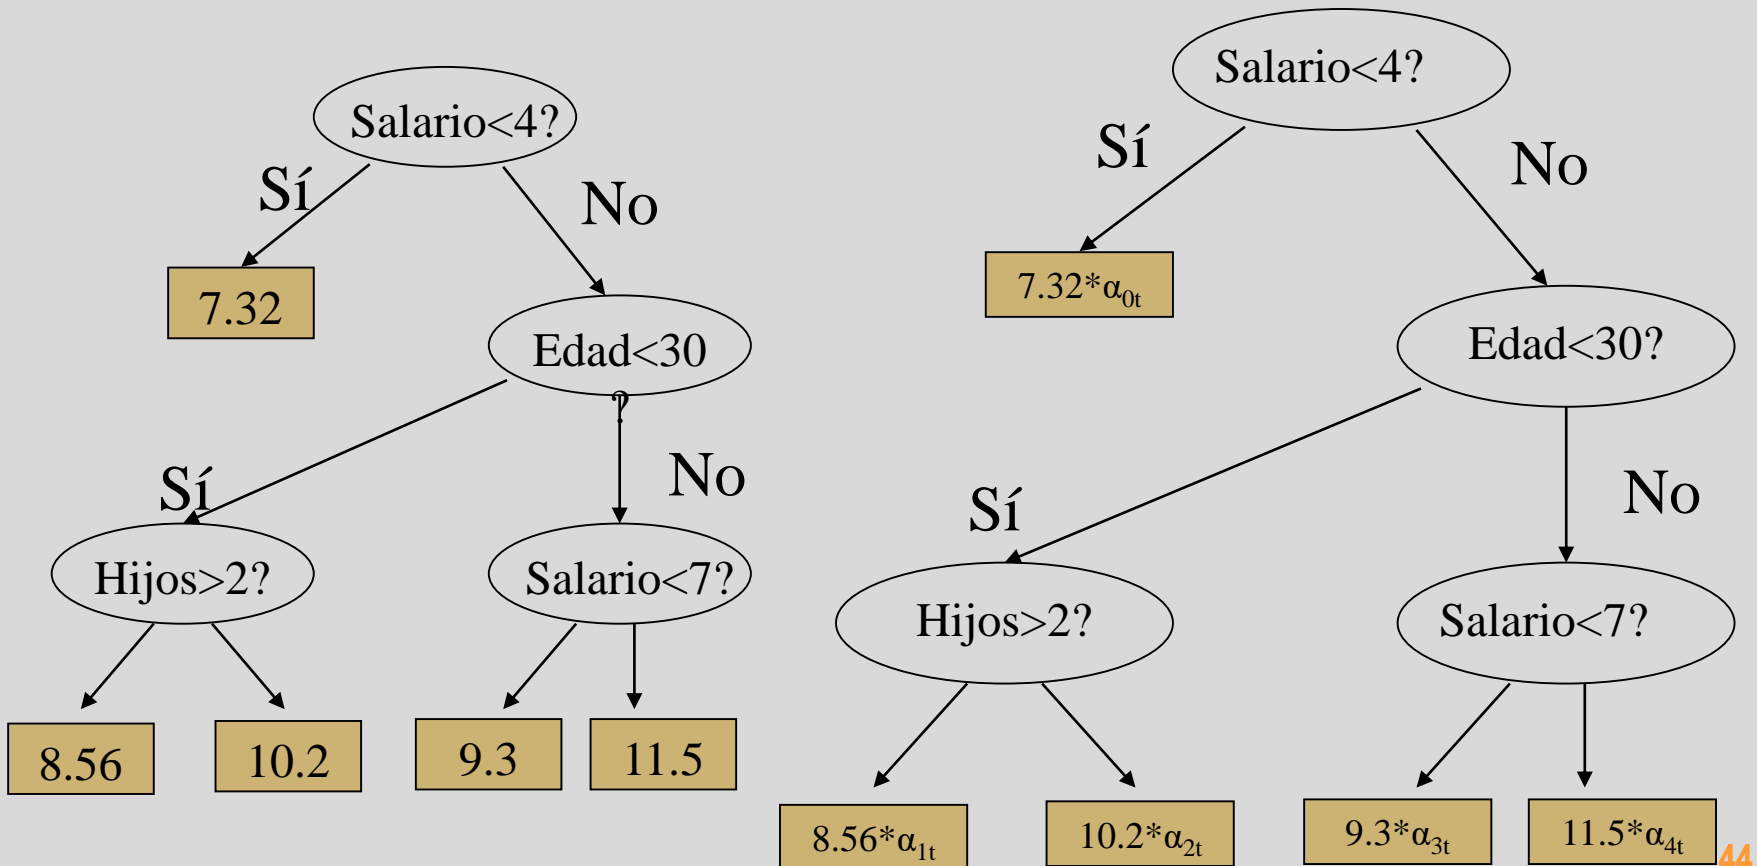 Salario<4?
Sí
No
7.32
Edad<30
?
Sí
No
Hijos>2?
Salario<7?
8.56
10.2
9.3
11.5
Salario<4?
Sí
No
7.32*α0t
Edad<30?
Sí
No
Hijos>2?
Salario<7?
8.56*α1t
10.2*α2t
9.3*α3t
11.5*α4t
44